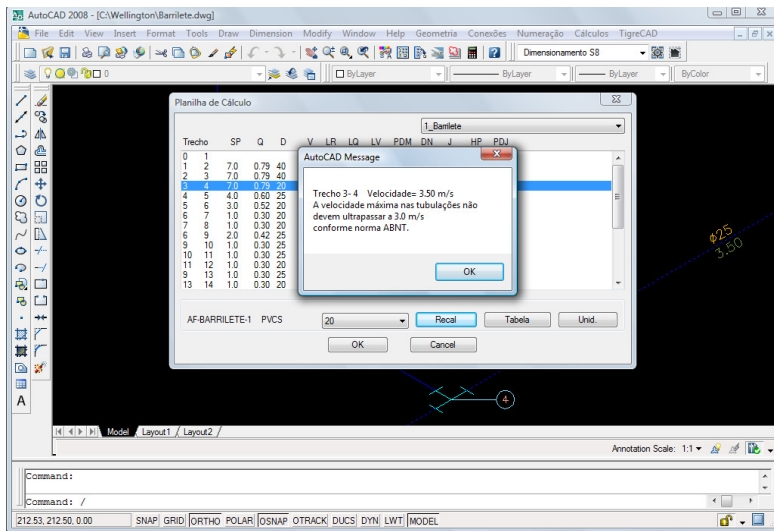 AutoCAD 2008 - [C:\Wellington\Barrilete.dwg]
File Edit View Insert Format Tools Draw Dimension Modify Window Help Geometria Conexões Numeração Cálculos TigreCAD
Dimensionamento S8
0 ByLayer ByLayer ByLayer ByColor
Planilha de Cálculo
1_Barrilete
Trecho SP Q D V LR LQ LV PDM DN J HP PDJ
0 1
1 2 7.0 0.79 40
2 3 7.0 0.79 40
3 4 7.0 0.79 20
4 5 4.0 0.60 25
5 6 3.0 0.52 20
6 7 1.0 0.30 20
7 8 1.0 0.30 20
6 9 2.0 0.42 25
9 10 1.0 0.30 25
10 11 1.0 0.30 25
11 12 1.0 0.30 20
9 13 1.0 0.30 25
13 14 1.0 0.30 20
AutoCAD Message
Trecho 3- 4 Velocidade= 3.50 m/s
A velocidade máxima nas tubulações não
devem ultrapassar a 3.0 m/s
conforme norma ABNT.
OK
AF-BARRILETE-1 PVCS 20 Recal Tabela Unid.
OK Cancel
ø25
3.50
4
A
Model Layout1 Layout2
Annotation Scale: 1:1
Command:
Command: /
212.53, 212.50, 0.00 SNAP GRID ORTHO POLAR OSNAP OTRACK DUCS DYN LWT MODEL